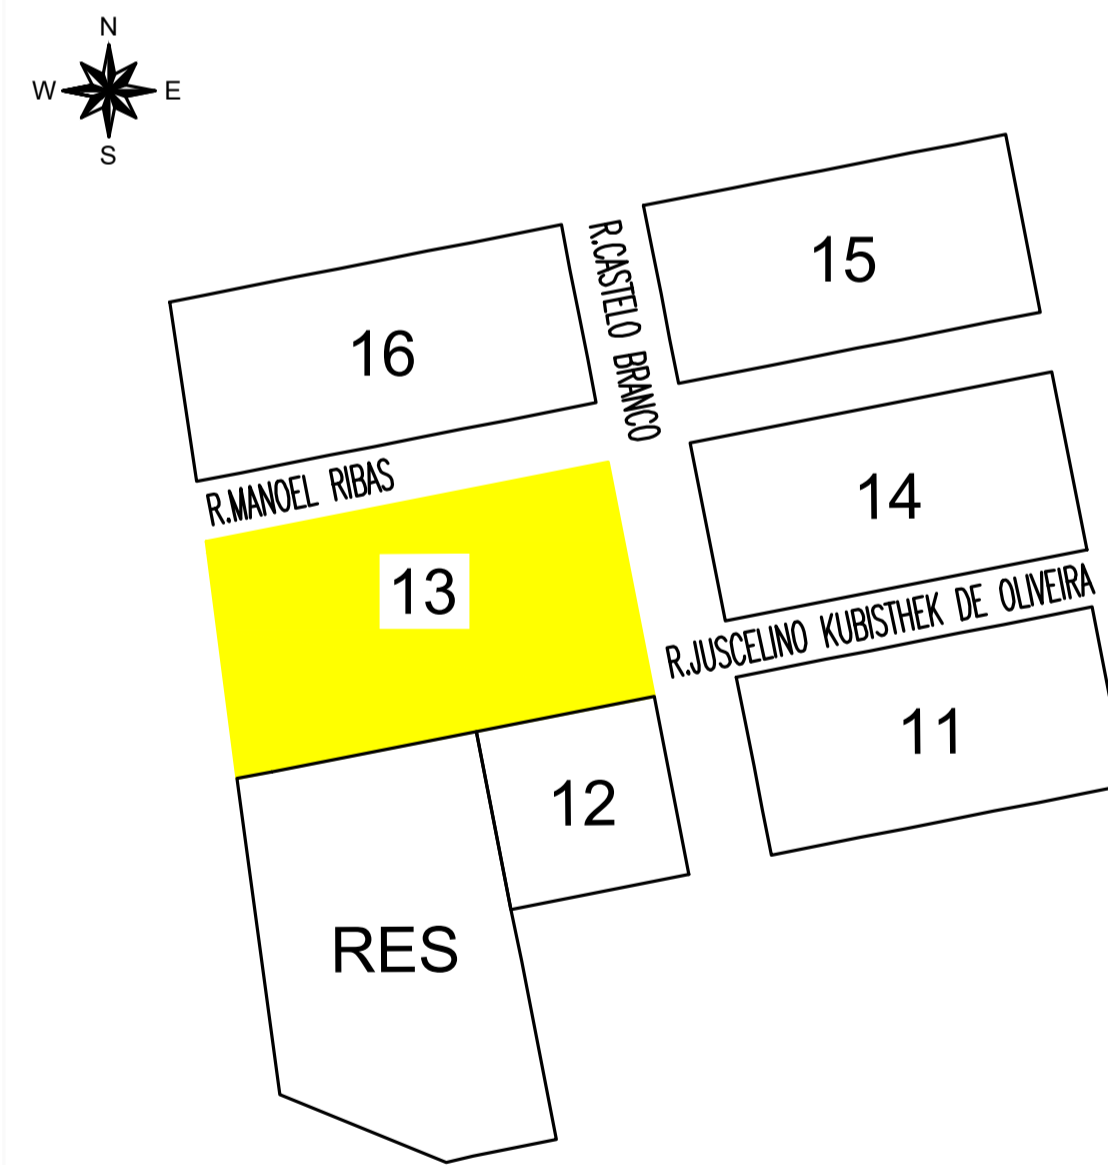 N
W
E
S
15
R.CASTELO BRANCO
16
R.MANOEL RIBAS
14
13
R.JUSCELINO KUBISTHEK DE OLIVEIRA
11
12
RES